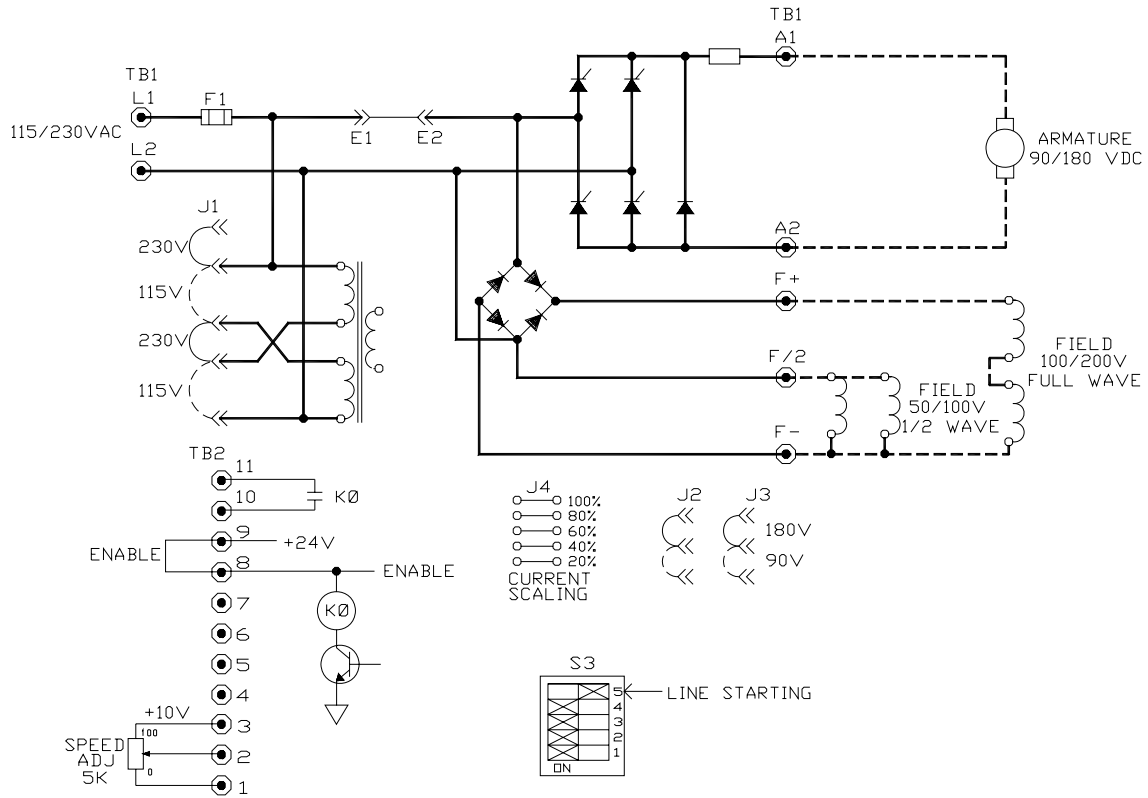 TB1
A1
TB1
L1
F1
115/230VAC
E1
E2
ARMATURE
90/180 VDC
L2
J1
230V
115V
230V
115V
A2
F+
F/2
FIELD
100/200V
FULL WAVE
FIELD
50/100V
1/2 WAVE
F-
TB2
11
10
KØ
9
+24V
ENABLE
8
ENABLE
7
KØ
6
5
4
+10V
3
100
SPEED
ADJ
5K
2
0
1
J4
100%
80%
60%
40%
20%
CURRENT
SCALING
J2
J3
180V
90V
S3
5
LINE STARTING
4
3
2
1
ON